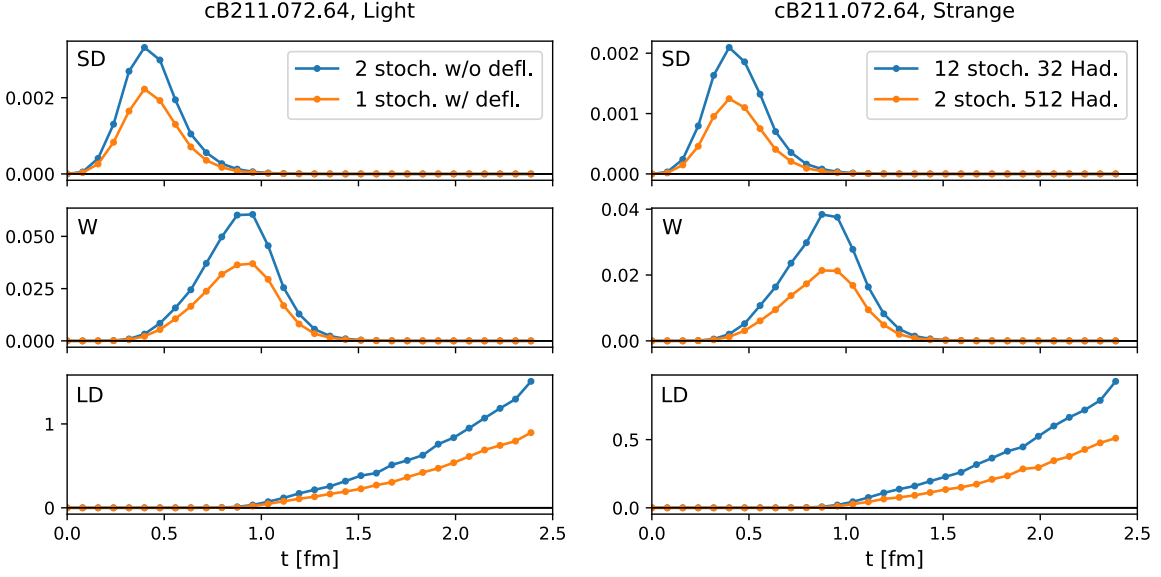 cB211.072.64, Light
SD
2 stoch. w/o defl.
1 stoch. w/ defl.
0.002
0.000
W
0.050
0.025
0.000
LD
1
0
0.0 0.5 1.0 1.5 2.0 2.5
t [fm]
cB211.072.64, Strange
SD
12 stoch. 32 Had.
2 stoch. 512 Had.
0.002
0.001
0.000
W
0.04
0.02
0.00
LD
0.5
0.0
0.0 0.5 1.0 1.5 2.0 2.5
t [fm]